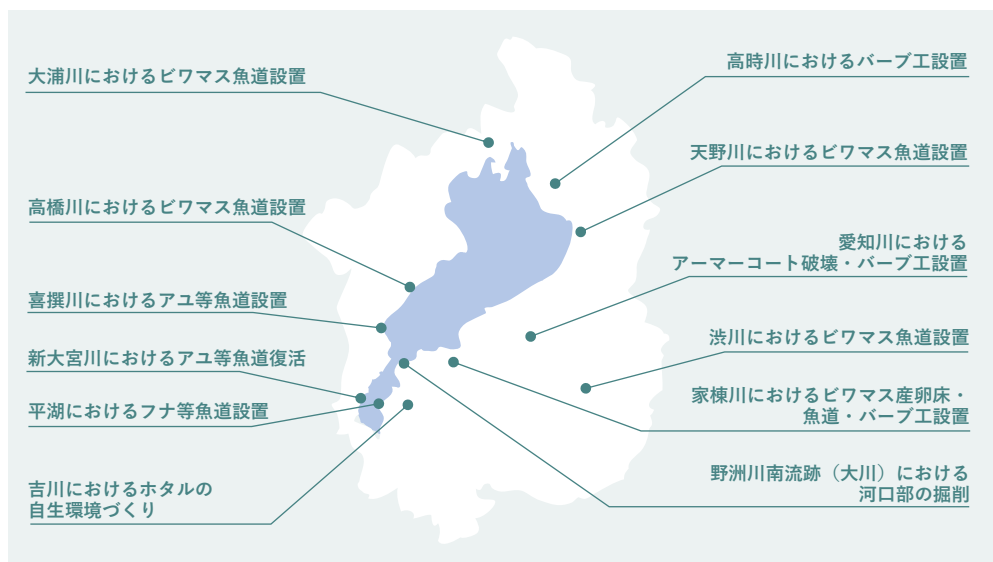 大浦川におけるビワマス魚道設置
高橋川におけるビワマス魚道設置
喜撰川におけるアユ等魚道設置
新大宮川におけるアユ等魚道復活
平湖におけるフナ等魚道設置
吉川におけるホタルの
自生環境づくり
高時川におけるバーブ工設置
天野川におけるビワマス魚道設置
愛知川における
アーマーコート破壊・バーブ工設置
渋川におけるビワマス魚道設置
家棟川におけるビワマス産卵床・
魚道・バーブ工設置
野洲川南流跡（大川）における
河口部の掘削